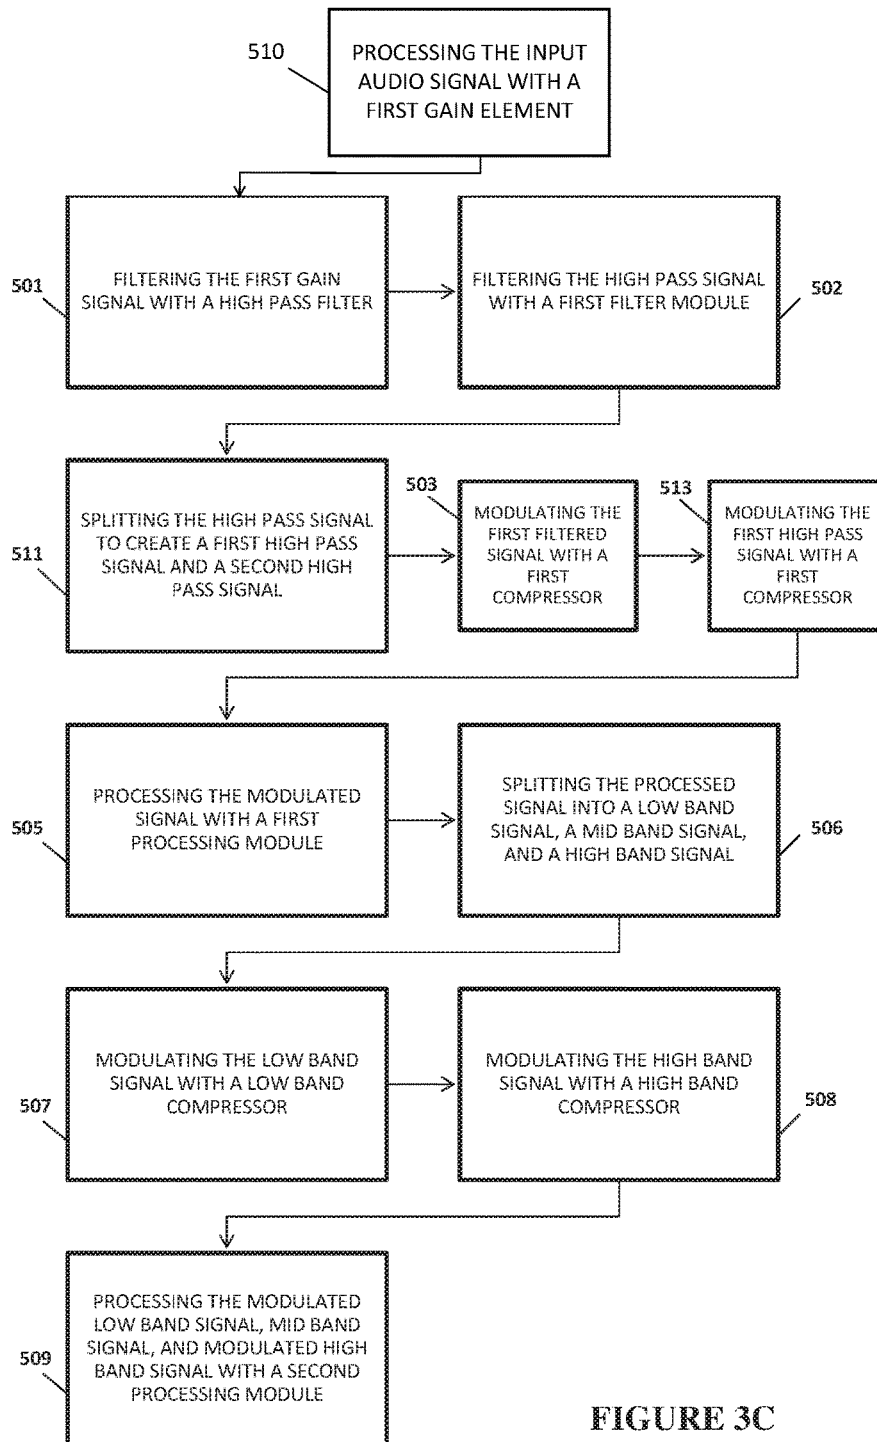 510
PROCESSING THE INPUT
AUDIO SIGNAL WITH A
FIRST GAIN ELEMENT
501
FILTERING THE FIRST GAIN
SIGNAL WITH A HIGH PASS FILTER
FILTERING THE HIGH PASS SIGNAL
WITH A FIRST FILTER MODULE
502
511
SPLITTING THE HIGH PASS SIGNAL
TO CREATE A FIRST HIGH PASS
SIGNAL AND A SECOND HIGH
PASS SIGNAL
503
MODULATING THE
FIRST FILTERED
SIGNAL WITH A
FIRST
COMPRESSOR
513
MODULATING THE
FIRST HIGH PASS
SIGNAL WITH A
FIRST
COMPRESSOR
505
PROCESSING THE MODULATED
SIGNAL WITH A FIRST
PROCESSING MODULE
SPLITTING THE PROCESSED
SIGNAL INTO A LOW BAND
SIGNAL, A MID BAND SIGNAL,
AND A HIGH BAND SIGNAL
506
507
MODULATING THE LOW BAND
SIGNAL WITH A LOW BAND
COMPRESSOR
MODULATING THE HIGH BAND
SIGNAL WITH A HIGH BAND
COMPRESSOR
508
509
PROCESSING THE MODULATED
LOW BAND SIGNAL, MID BAND
SIGNAL, AND MODULATED HIGH
BAND SIGNAL WITH A SECOND
PROCESSING MODULE
FIGURE 3C